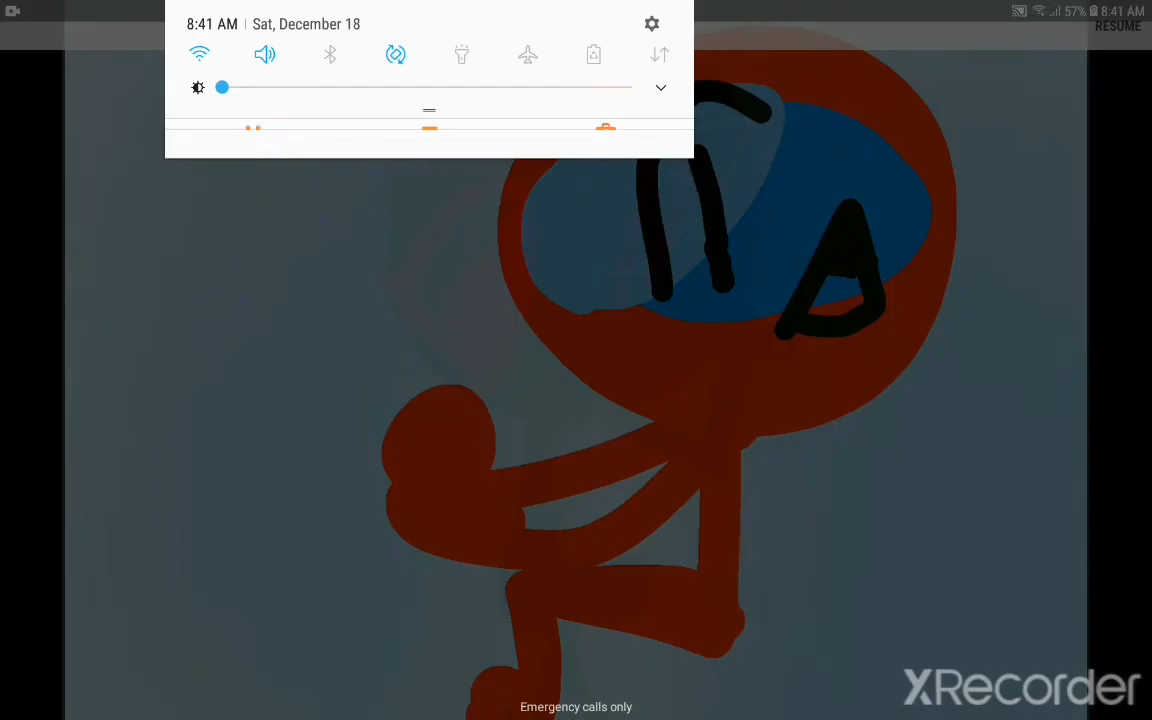 8:41 AM | Sat, December 18
57% 8:41 AM
RESUME
Emergency calls only
XRecorder